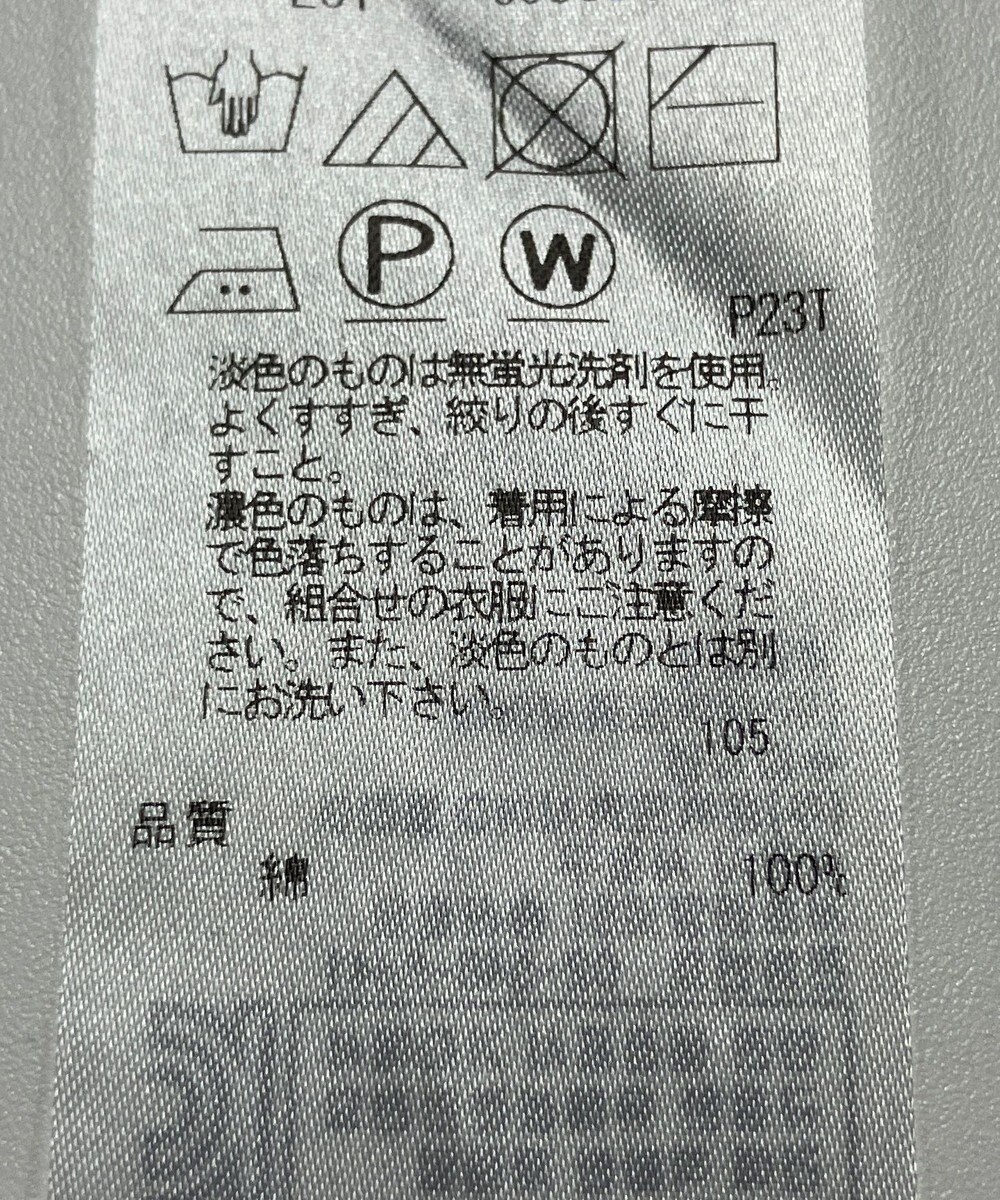 P
W
P23T
淡色のものは無蛍光洗剤を使用。
よくすすぎ、絞りの後すぐに干
すこと。
濃色のものは、着用による摩擦
で色落ちすることがありますの
で、組合せの衣服にご注意くだ
さい。また、淡色のものとは別
にお洗い下さい。
105
品質
綿 100%